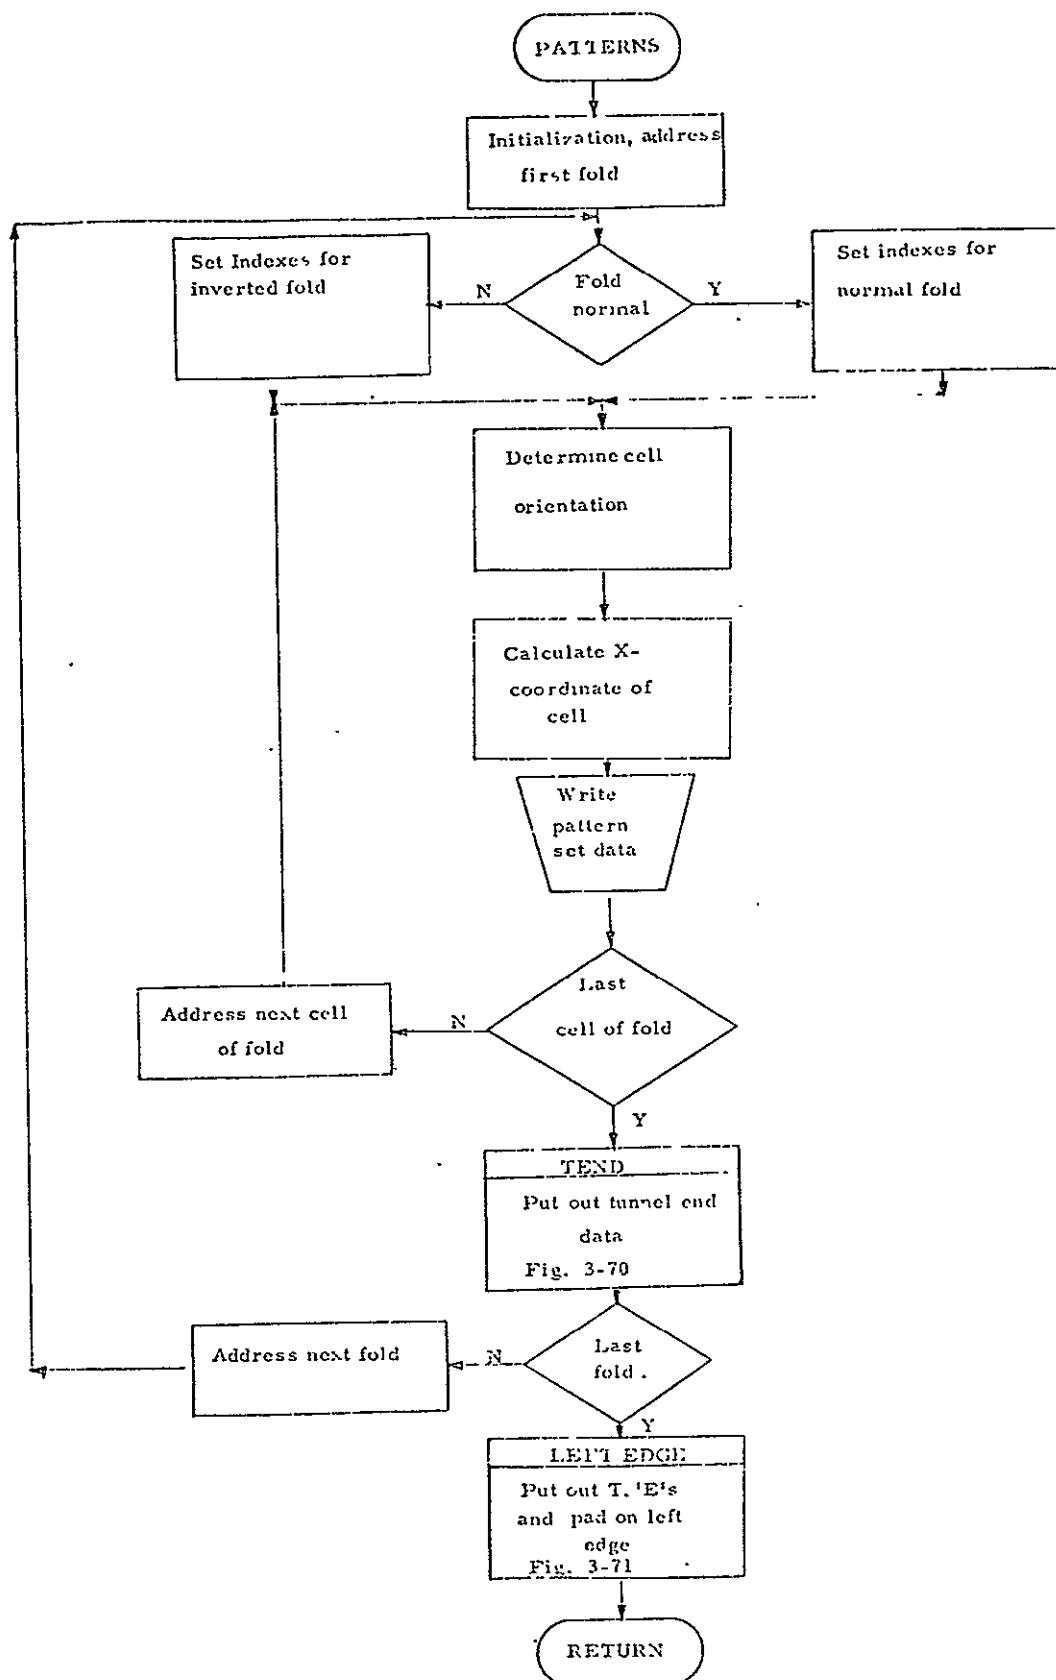 PATTERNS
Initialization, address
first fold
Set Indexes for
inverted fold
N
Fold
normal
Y
Set indexes for
normal fold
Determine cell
orientation
Calculate X-
coordinate of
cell
Write
pattern
set data
Last
cell of fold
N
Address next cell
of fold
Y
TEND
Put out tunnel end
data
Fig. 3-70
Last
fold.
N
Address next fold
Y
LEFT EDGE
Put out T.'E's
and pad on left
edge
Fig. 3-71
RETURN